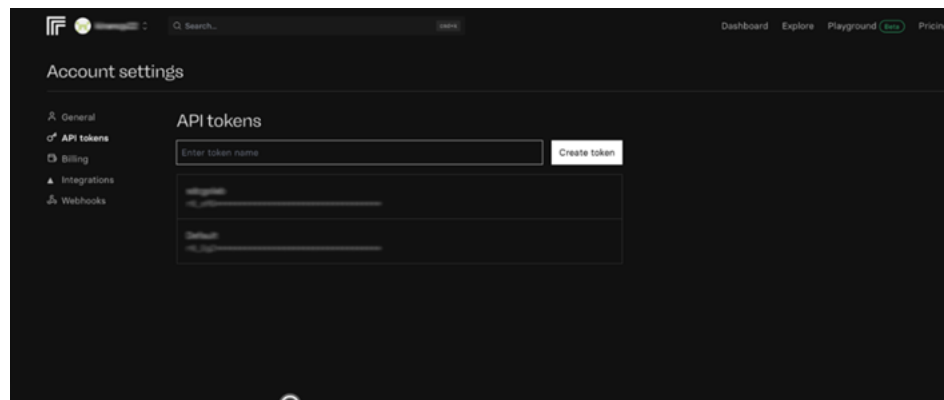 Search...
Dashboard Explore Playground Beta
Account settings
General
API tokens
Billing
Integrations
Webhooks
API tokens
Enter token name
Create token
Default